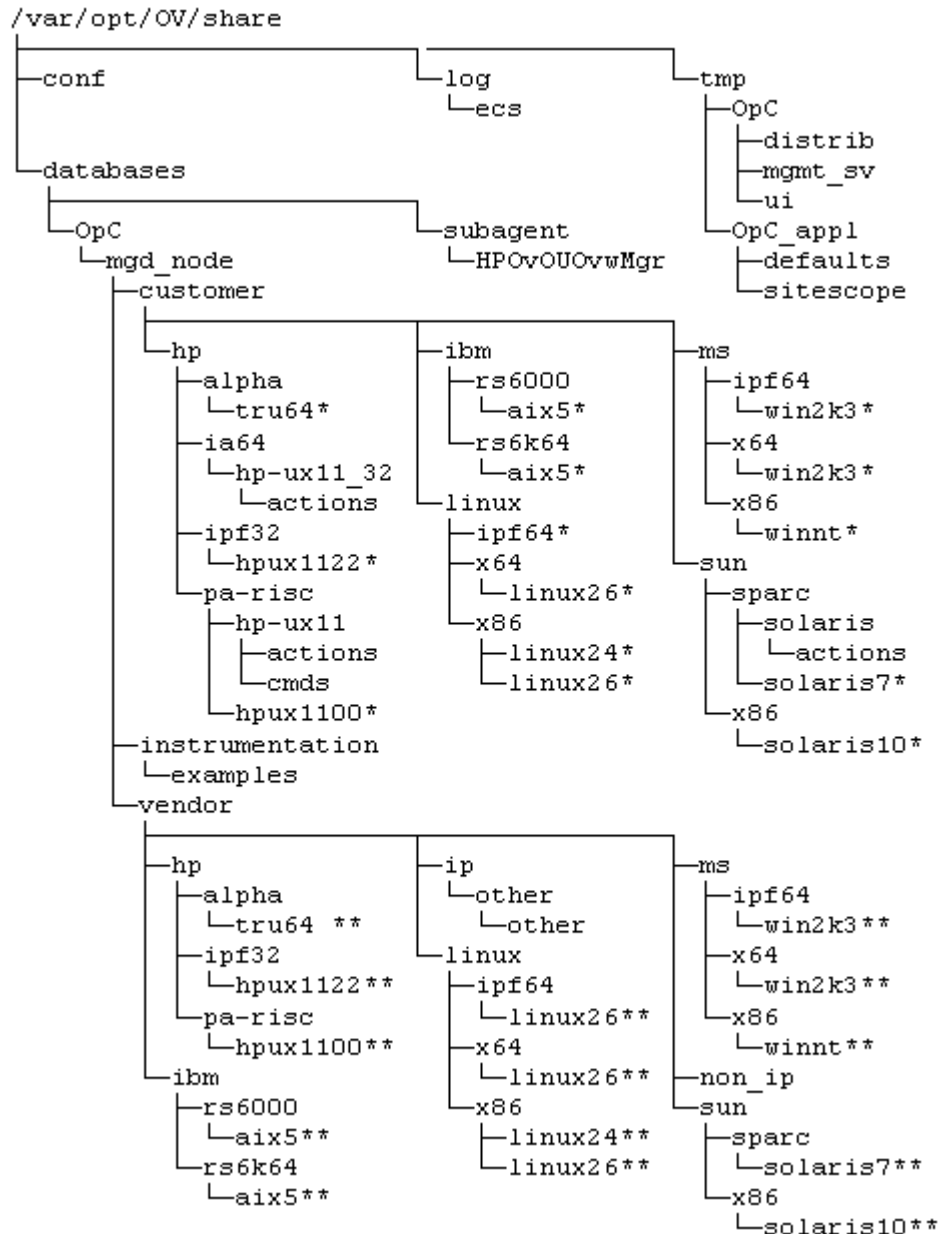 /var/opt/OV/share
conf log tmp
ecs OpC
distrib
databases mgmt_sv
ui
OpC subagent OpC_appl
mgd_node HPOvOUOvwMgr defaults
customer sitescope
hp ibm ms
alpha rs6000 ipf64
tru64* aix5* win2k3*
ia64 rs6k64 x64
hp-ux11_32 aix5* win2k3*
actions linux x86
ipf32 ipf64* winnt*
hpux1122* x64 sun
pa-risc linux26* sparc
hp-ux11 x86 solaris
actions linux24* actions
cmds linux26* solaris7*
hpux1100* x86
instrumentation solaris10*
examples
vendor
hp ip ms
alpha other ipf64
tru64 ** other win2k3**
ipf32 linux x64
hpux1122** ipf64 win2k3**
pa-risc linux26** x86
hpux1100** x64 winnt**
ibm linux26** non_ip
rs6000 x86 sun
aix5** linux24** sparc
rs6k64 linux26** solaris7**
aix5** x86
solaris10**